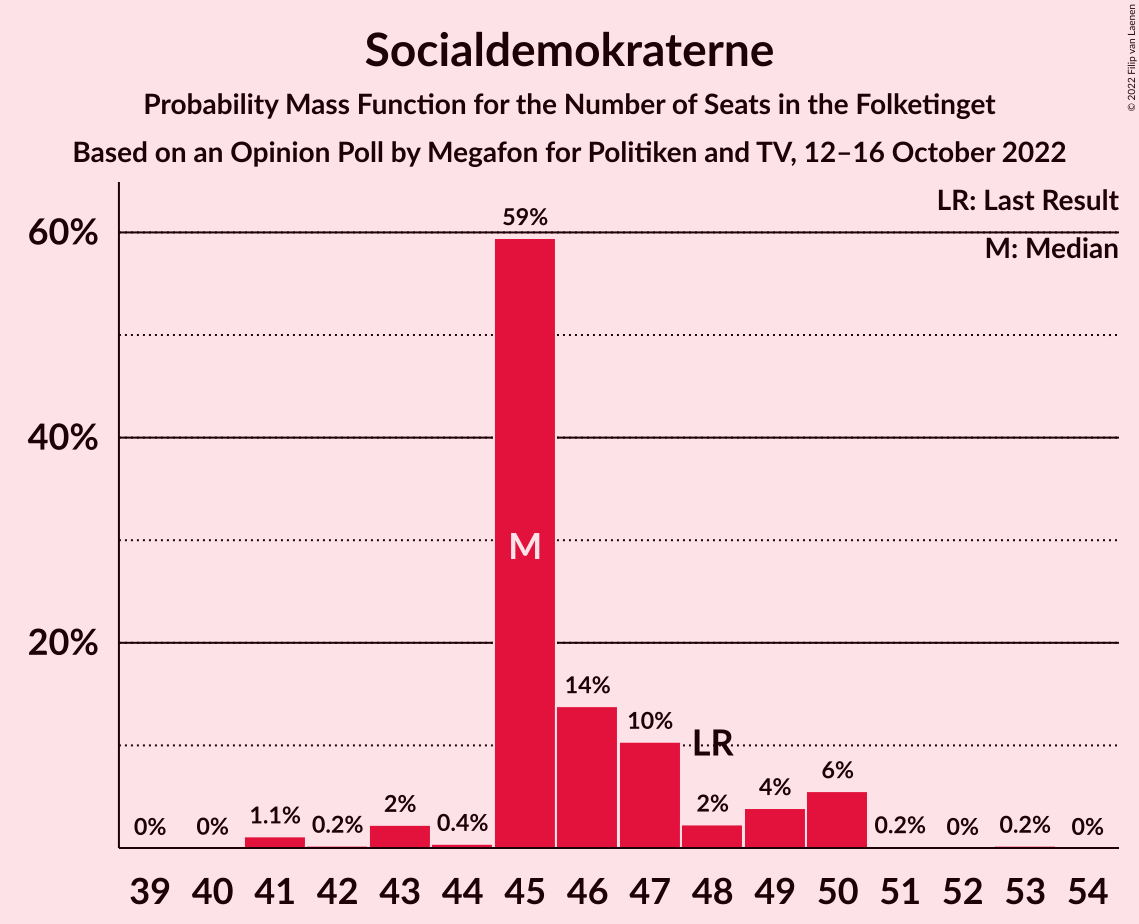 Socialdemokraterne
Probability Mass Function for the Number of Seats in the Folketinget
Based on an Opinion Poll by Megafon for Politiken and TV, 12–16 October 2022
© 2022 Filip van Laenen
LR: Last Result
M: Median
60%
40%
20%
0%
0%
1.1%
0.2%
2%
0.4%
59%
14%
10%
2%
4%
6%
0.2%
0%
0.2%
0%
M
LR
39 40 41 42 43 44 45 46 47 48 49 50 51 52 53 54